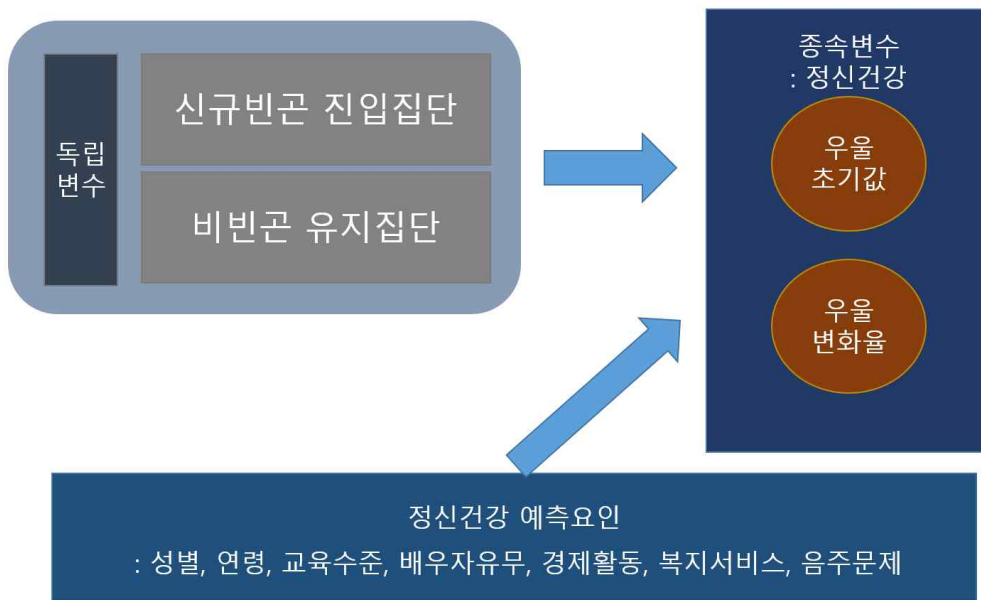 독립
변수
신규빈곤 진입집단
비빈곤 유지집단
종속변수
: 정신건강
우울
초기값
우울
변화율
정신건강 예측요인
: 성별, 연령, 교육수준, 배우자유무, 경제활동, 복지서비스, 음주문제